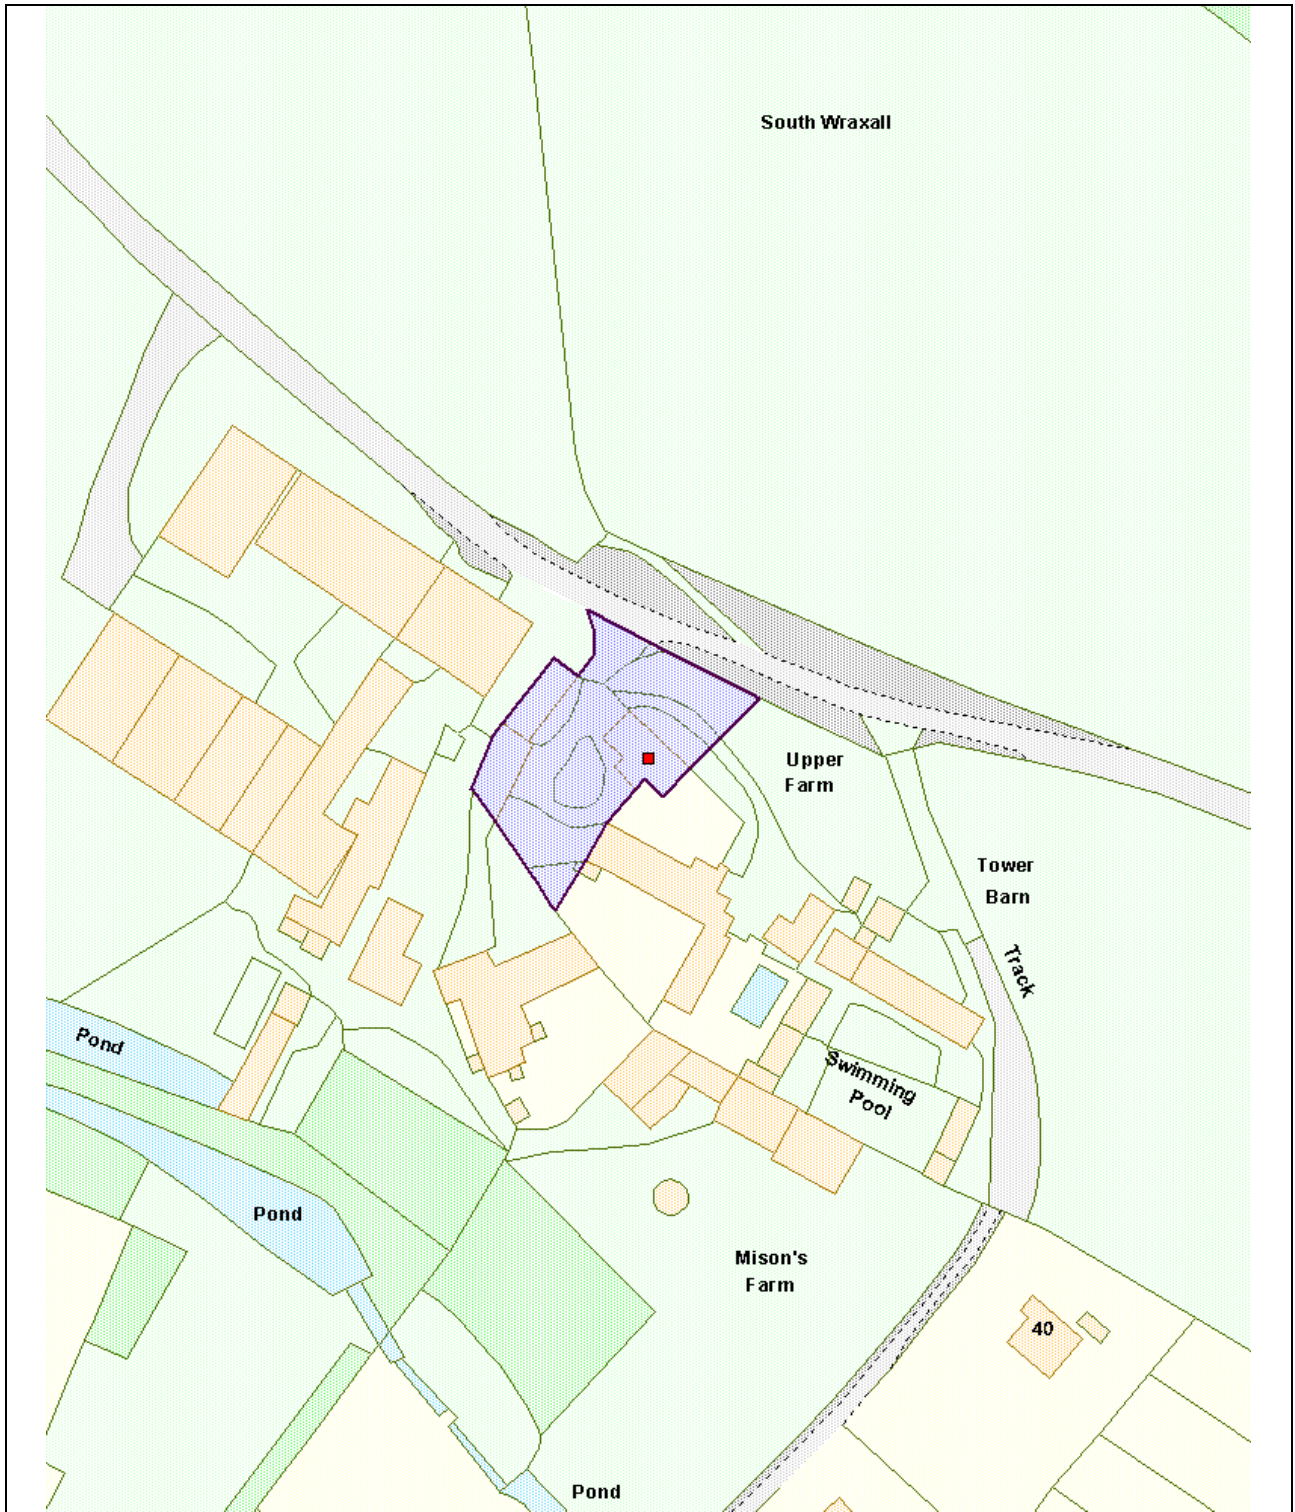 South Wraxall
Upper
Farm
Tower
Barn
Track
Pond
Swimming
Pool
Pond
Mison's
Farm
40
Pond